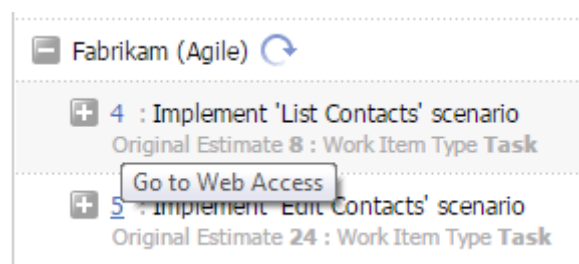 Fabrikam (Agile)
4 : Implement 'List Contacts' scenario
Original Estimate 8 : Work Item Type Task
Go to Web Access
5 : Implement 'Edit Contacts' scenario
Original Estimate 24 : Work Item Type Task